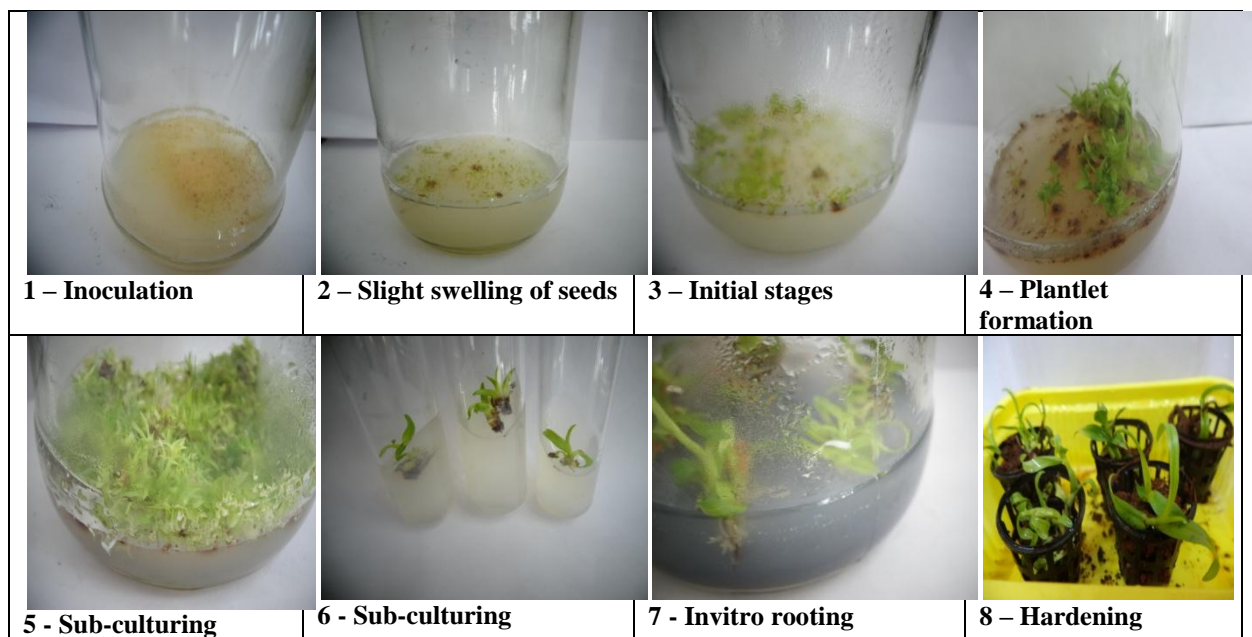 1 – Inoculation
2 – Slight swelling of seeds
3 – Initial stages
4 – Plantlet
formation
5 - Sub-culturing
6 - Sub-culturing
7 - Invitro rooting
8 – Hardening